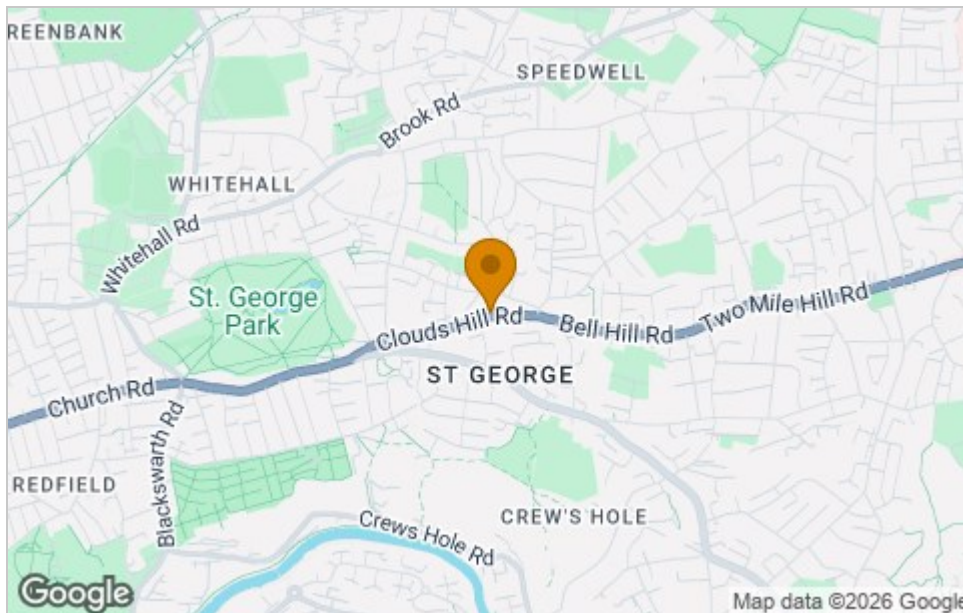 REENBANK
SPEEDWELL
Brook Rd
WHITEHALL
Whitehall Rd
St. George
Park
Clouds Hill Rd
Bell Hill Rd
Two Mile Hill Rd
ST GEORGE
Church Rd
Blackswarth Rd
REDFIELD
CREW'S HOLE
Crews Hole Rd
Google
Map data ©2026 Google